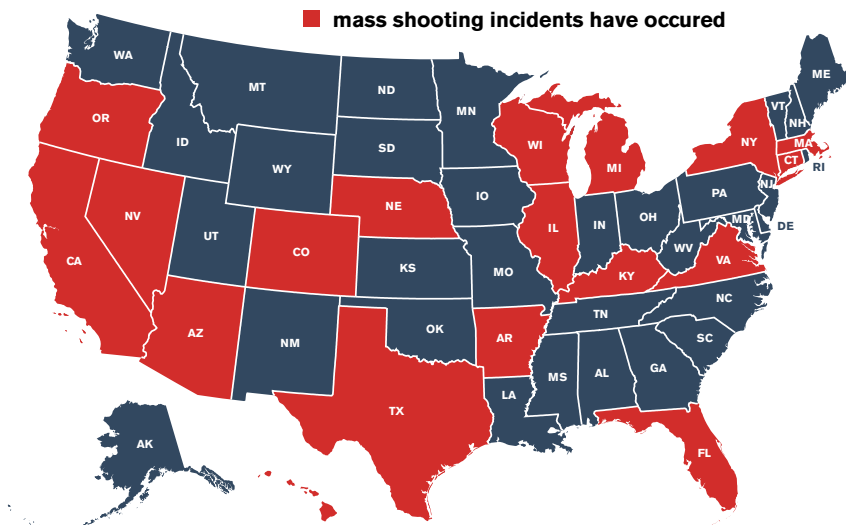 mass shooting incidents have occured
WA
MT
ND
MN
ME
OR
ID
SD
WI
VT
NH
NY
MA
WY
MI
CT
RI
IO
NE
PA
NJ
NV
UT
CO
IL
IN
OH
MD
DE
CA
KS
MO
WV
VA
KY
AZ
NM
OK
AR
TN
NC
SC
TX
LA
MS
AL
GA
AK
FL